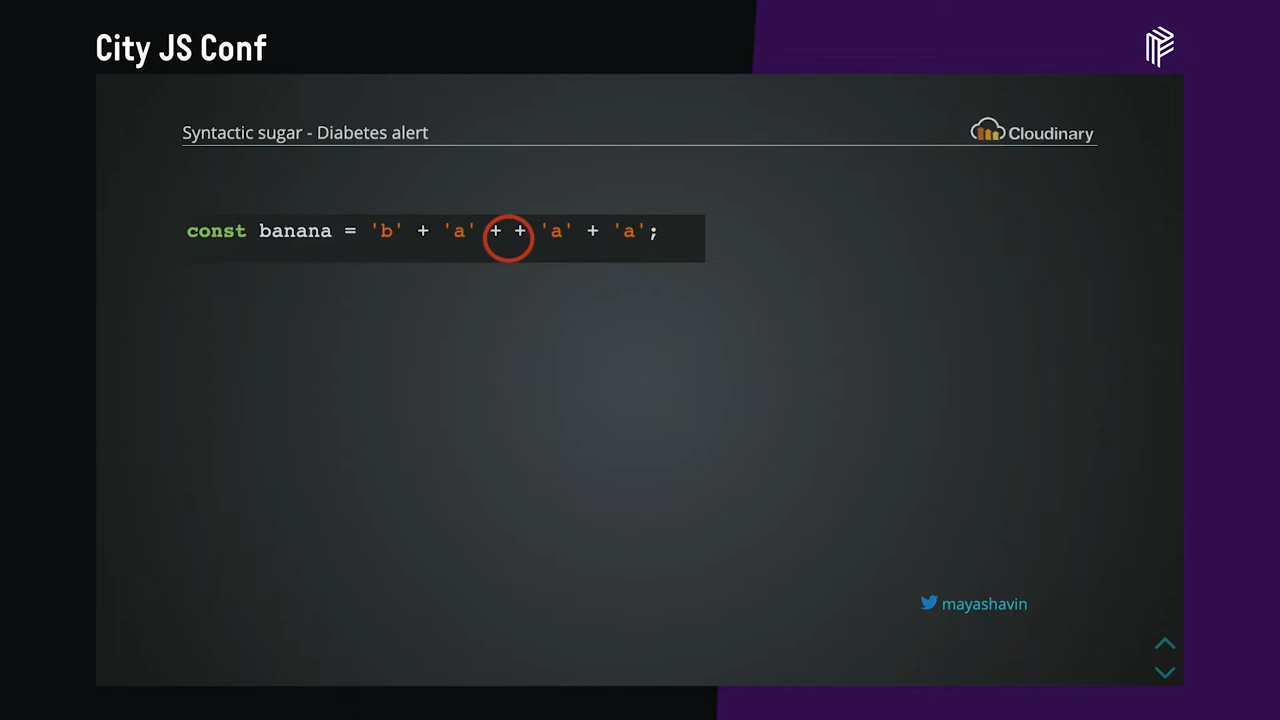 City JS Conf
Syntactic sugar - Diabetes alert
Cloudinary
const banana = 'b' + 'a' + + 'a' + 'a';
mayashavin